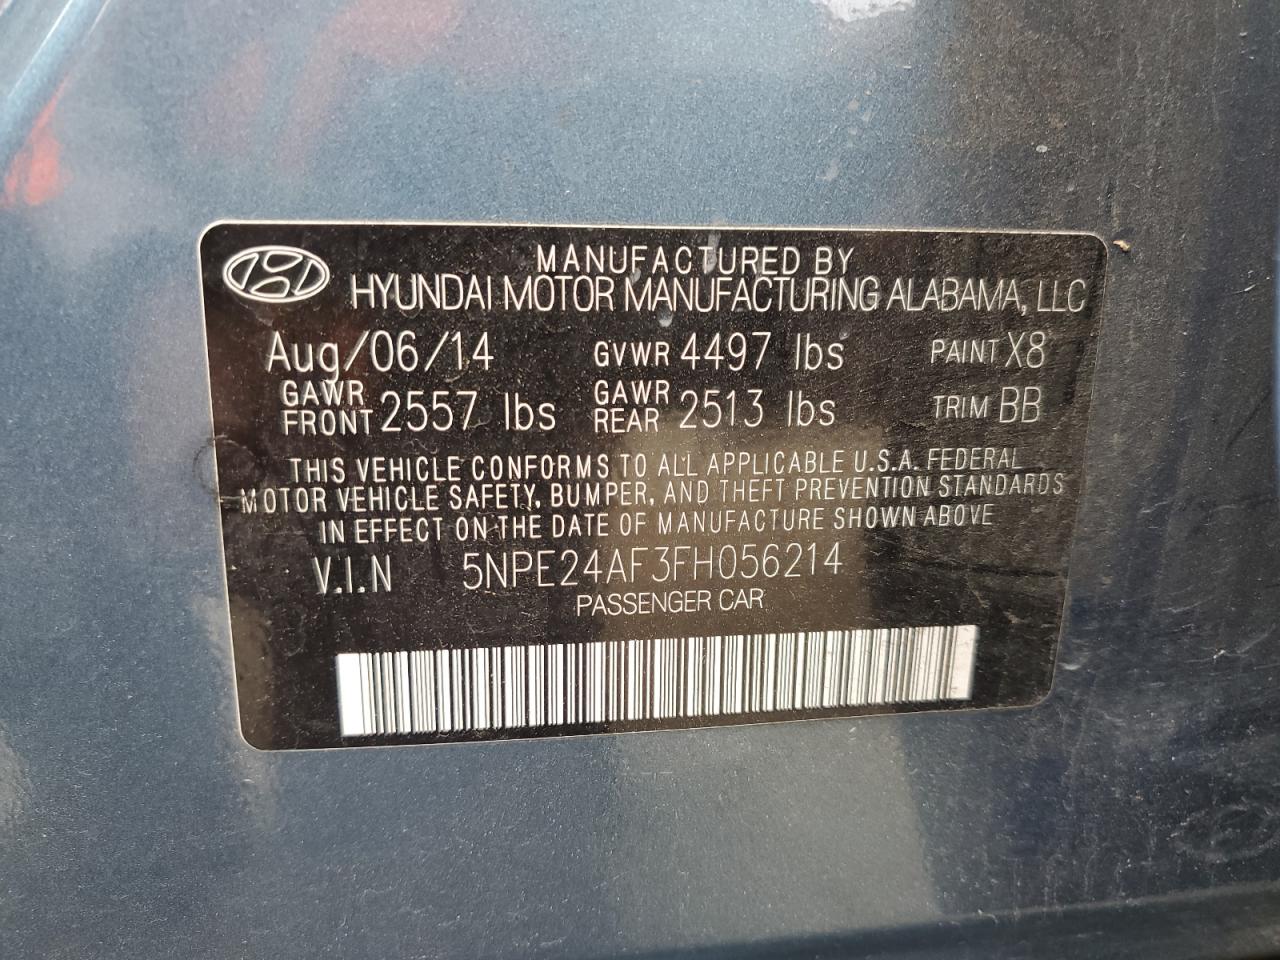 MANUFACTURED BY
HYUNDAI MOTOR MANUFACTURING ALABAMA, LLC
Aug/06/14 GVWR 4497 lbs PAINT X8
GAWR FRONT 2557 lbs GAWR REAR 2513 lbs TRIM BB
THIS VEHICLE CONFORMS TO ALL APPLICABLE U.S.A. FEDERAL
MOTOR VEHICLE SAFETY, BUMPER, AND THEFT PREVENTION STANDARDS
IN EFFECT ON THE DATE OF MANUFACTURE SHOWN ABOVE
V.I.N 5NPE24AF3FH056214
PASSENGER CAR